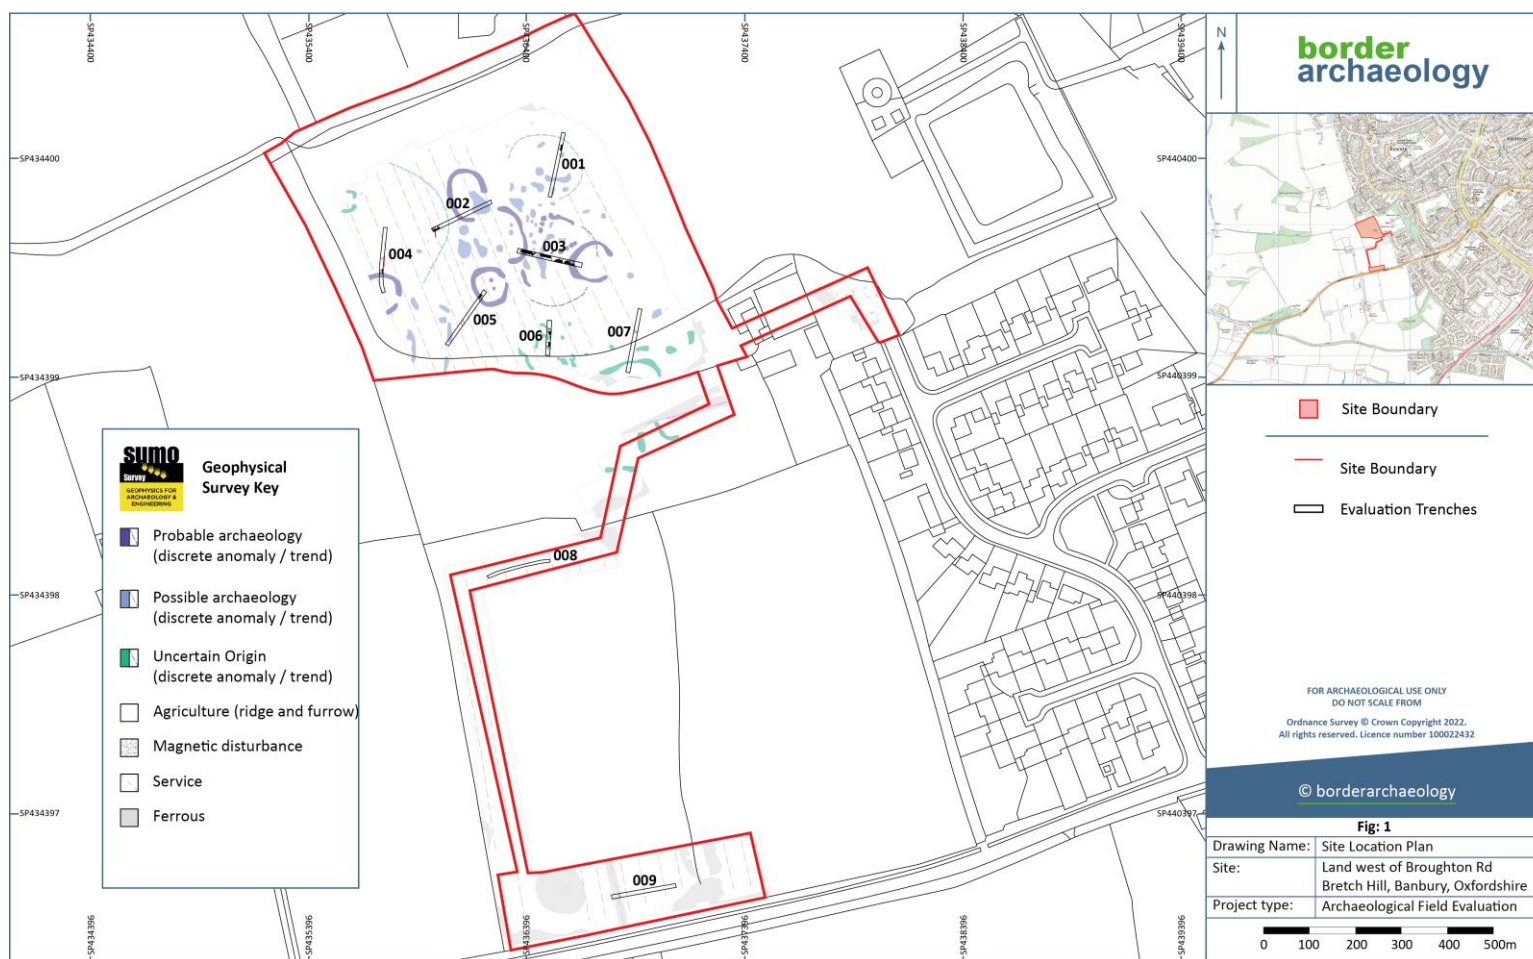 SP434400
SP435400
SP436400
SP437400
SP438400
SP439400
SP434400
SP440400
SP434399
SP440399
SP434398
SP440398
SP434397
SP440397
SP434396
SP435396
SP436396
SP437396
SP438396
SP439396
001
002
003
004
005
006
007
008
009
sumo
Survey
GEOPHYSICS FOR
ARCHAEOLOGY &
ENGINEERING
Geophysical
Survey Key
Probable archaeology
(discrete anomaly / trend)
Possible archaeology
(discrete anomaly / trend)
Uncertain Origin
(discrete anomaly / trend)
Agriculture (ridge and furrow)
Magnetic disturbance
Service
Ferrous
N
border
archaeology
Site Boundary
Site Boundary
Evaluation Trenches
FOR ARCHAEOLOGICAL USE ONLY
DO NOT SCALE FROM
Ordnance Survey © Crown Copyright 2022.
All rights reserved. Licence number 100022432
© borderarchaeology
Fig: 1
Drawing Name: Site Location Plan
Site: Land west of Broughton Rd
Bretch Hill, Banbury, Oxfordshire
Project type: Archaeological Field Evaluation
0 100 200 300 400 500m